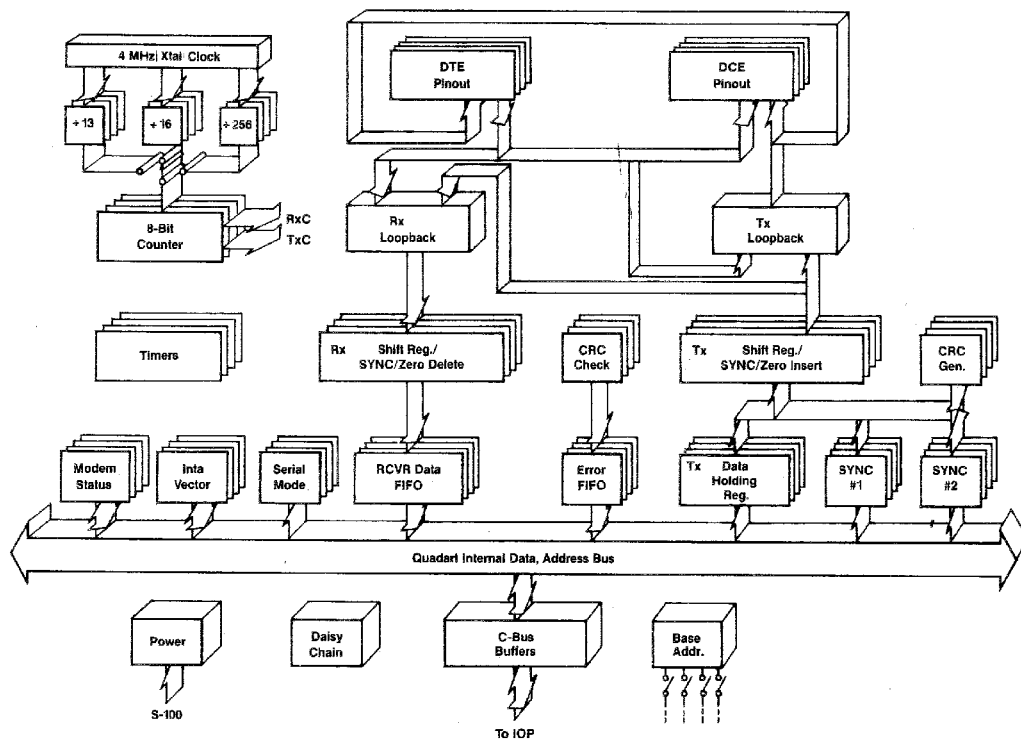 4 MHz Xtal Clock
DTE
Pinout
DCE
Pinout
÷ 13
÷ 16
÷ 256
8-Bit
Counter
RxC
TxC
Rx
Loopback
Tx
Loopback
Timers
Rx
Shift Reg./
SYNC/Zero Delete
CRC
Check
Tx
Shift Reg./
SYNC/Zero Insert
CRC
Gen.
Modem
Status
Inta
Vector
Serial
Mode
RCVR Data
FIFO
Error
FIFO
Tx
Data
Holding
Reg.
SYNC
#1
SYNC
#2
Quadart Internal Data, Address Bus
Power
Daisy
Chain
C-Bus
Buffers
Base
Addr.
S-100
To IOP